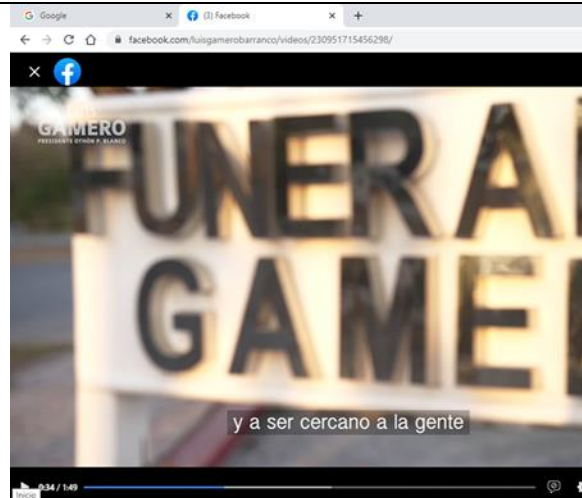 Google
(3) Facebook
facebook.com/luisgamerobarranco/videos/230951715456298/
GAMERO
PRESIDENTE OTHÓN P. BLANCO
FUNERA
GAME
y a ser cercano a la gente
0:34 / 1:49
Inicio